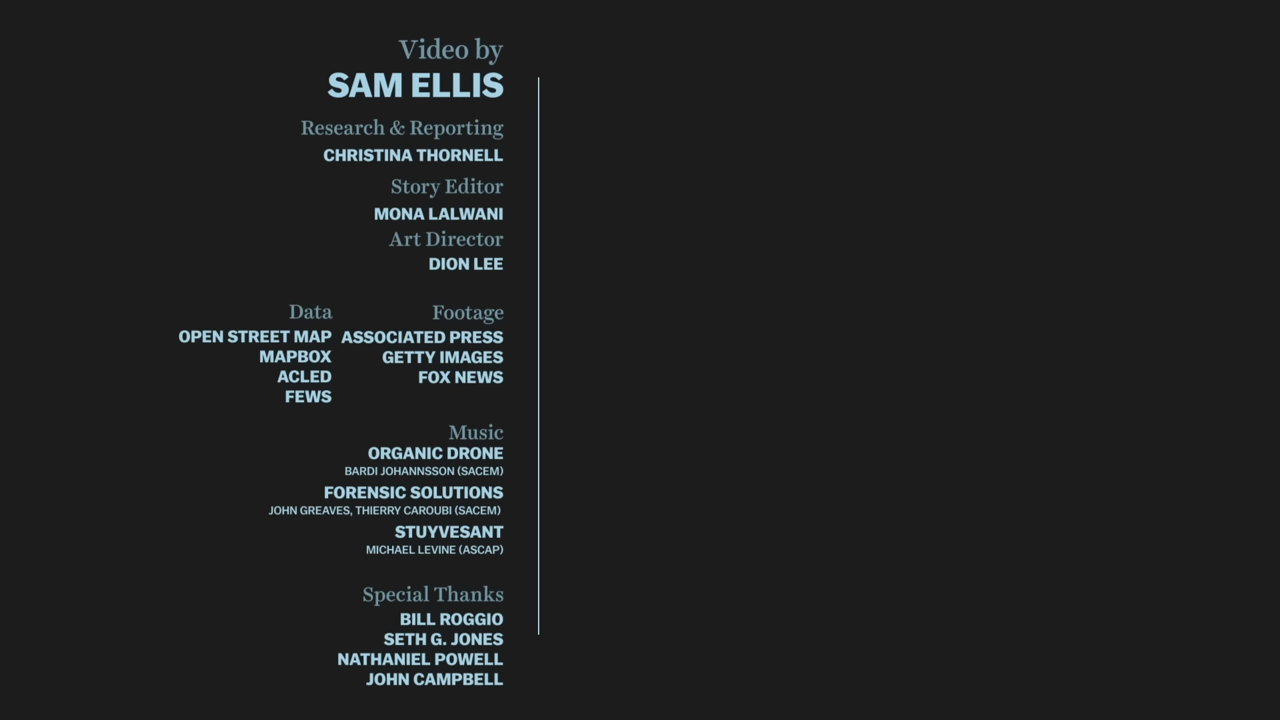 Video by
SAM ELLIS
Research & Reporting
CHRISTINA THORNELL
Story Editor
MONA LALWANI
Art Director
DION LEE
Data
OPEN STREET MAP
MAPBOX
ACLED
FEWS
Footage
ASSOCIATED PRESS
GETTY IMAGES
FOX NEWS
Music
ORGANIC DRONE
BARDI JOHANNSSON (SACEM)
FORENSIC SOLUTIONS
JOHN GREAVES, THIERRY CAROUBI (SACEM)
STUYVESANT
MICHAEL LEVINE (ASCAP)
Special Thanks
BILL ROGGIO
SETH G. JONES
NATHANIEL POWELL
JOHN CAMPBELL